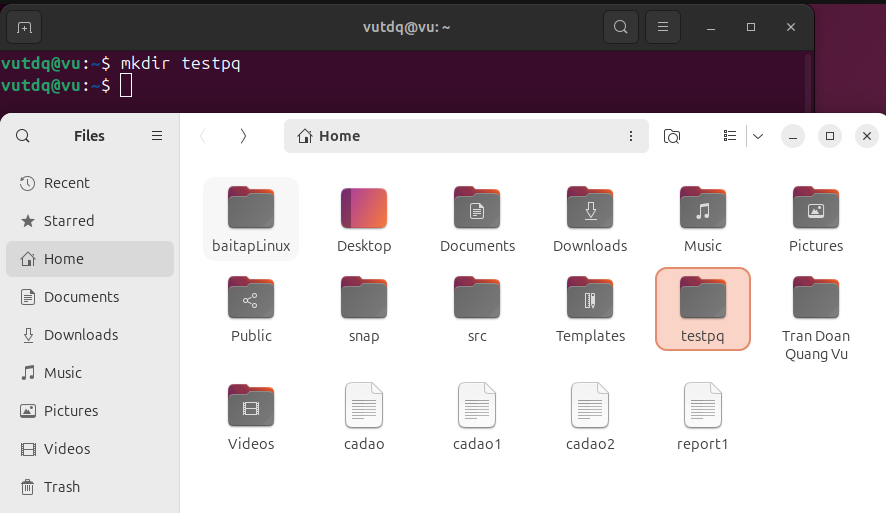 vutdq@vu: ~
vutdq@vu:~$ mkdir testpq
vutdq@vu:~$
Files
Home
Recent
Starred
Home
Documents
Downloads
Music
Pictures
Videos
Trash
baitapLinux
Desktop
Documents
Downloads
Music
Pictures
Public
snap
src
Templates
testpq
Tran Doan
Quang Vu
Videos
cadao
cadao1
cadao2
report1